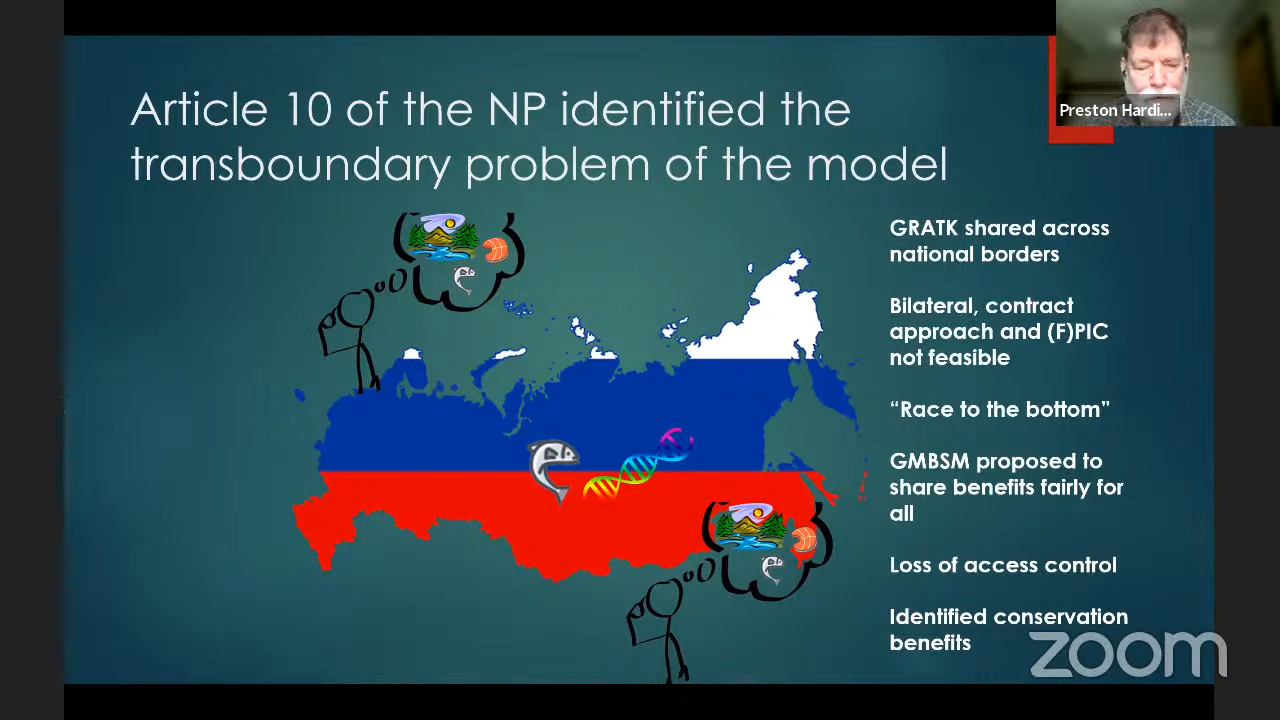 Article 10 of the NP identified the
transboundary problem of the model
Preston Hardi...
GRATK shared across
national borders
Bilateral, contract
approach and (F)PIC
not feasible
“Race to the bottom”
GMBSM proposed to
share benefits fairly for
all
Loss of access control
Identified conservation
benefits
zoom